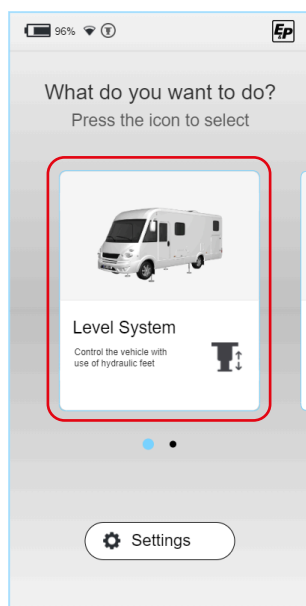 96% T EP
What do you want to do?
Press the icon to select
Level System
Control the vehicle with
use of hydraulic feet
Settings